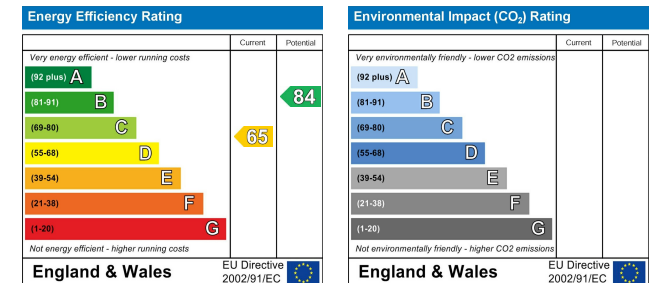 Energy Efficiency Rating
Current Potential
Very energy efficient - lower running costs
(92 plus) A
(81-91) B
84
(69-80) C
65
(55-68) D
(39-54) E
(21-38) F
(1-20) G
Not energy efficient - higher running costs
England & Wales
EU Directive
2002/91/EC
Environmental Impact (CO₂) Rating
Current Potential
Very environmentally friendly - lower CO2 emissions
(92 plus) A
(81-91) B
(69-80) C
(55-68) D
(39-54) E
(21-38) F
(1-20) G
Not environmentally friendly - higher CO2 emissions
England & Wales
EU Directive
2002/91/EC